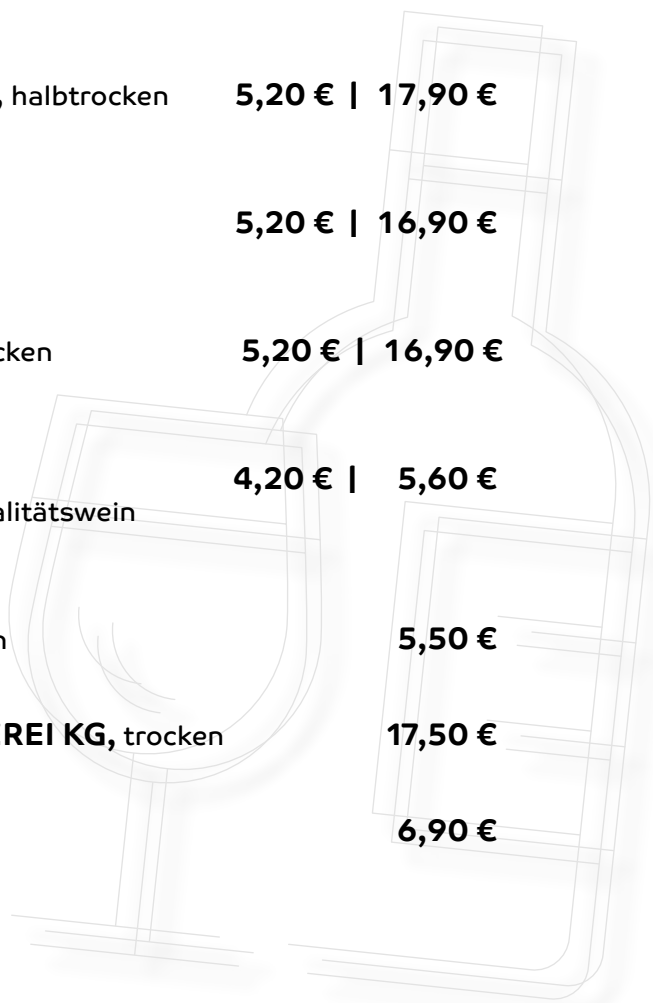 , halbtrocken 5,20 € | 17,90 €
5,20 € | 16,90 €
cken 5,20 € | 16,90 €
4,20 € | 5,60 €
alitätswein
n 5,50 €
EREI KG, trocken 17,50 €
6,90 €